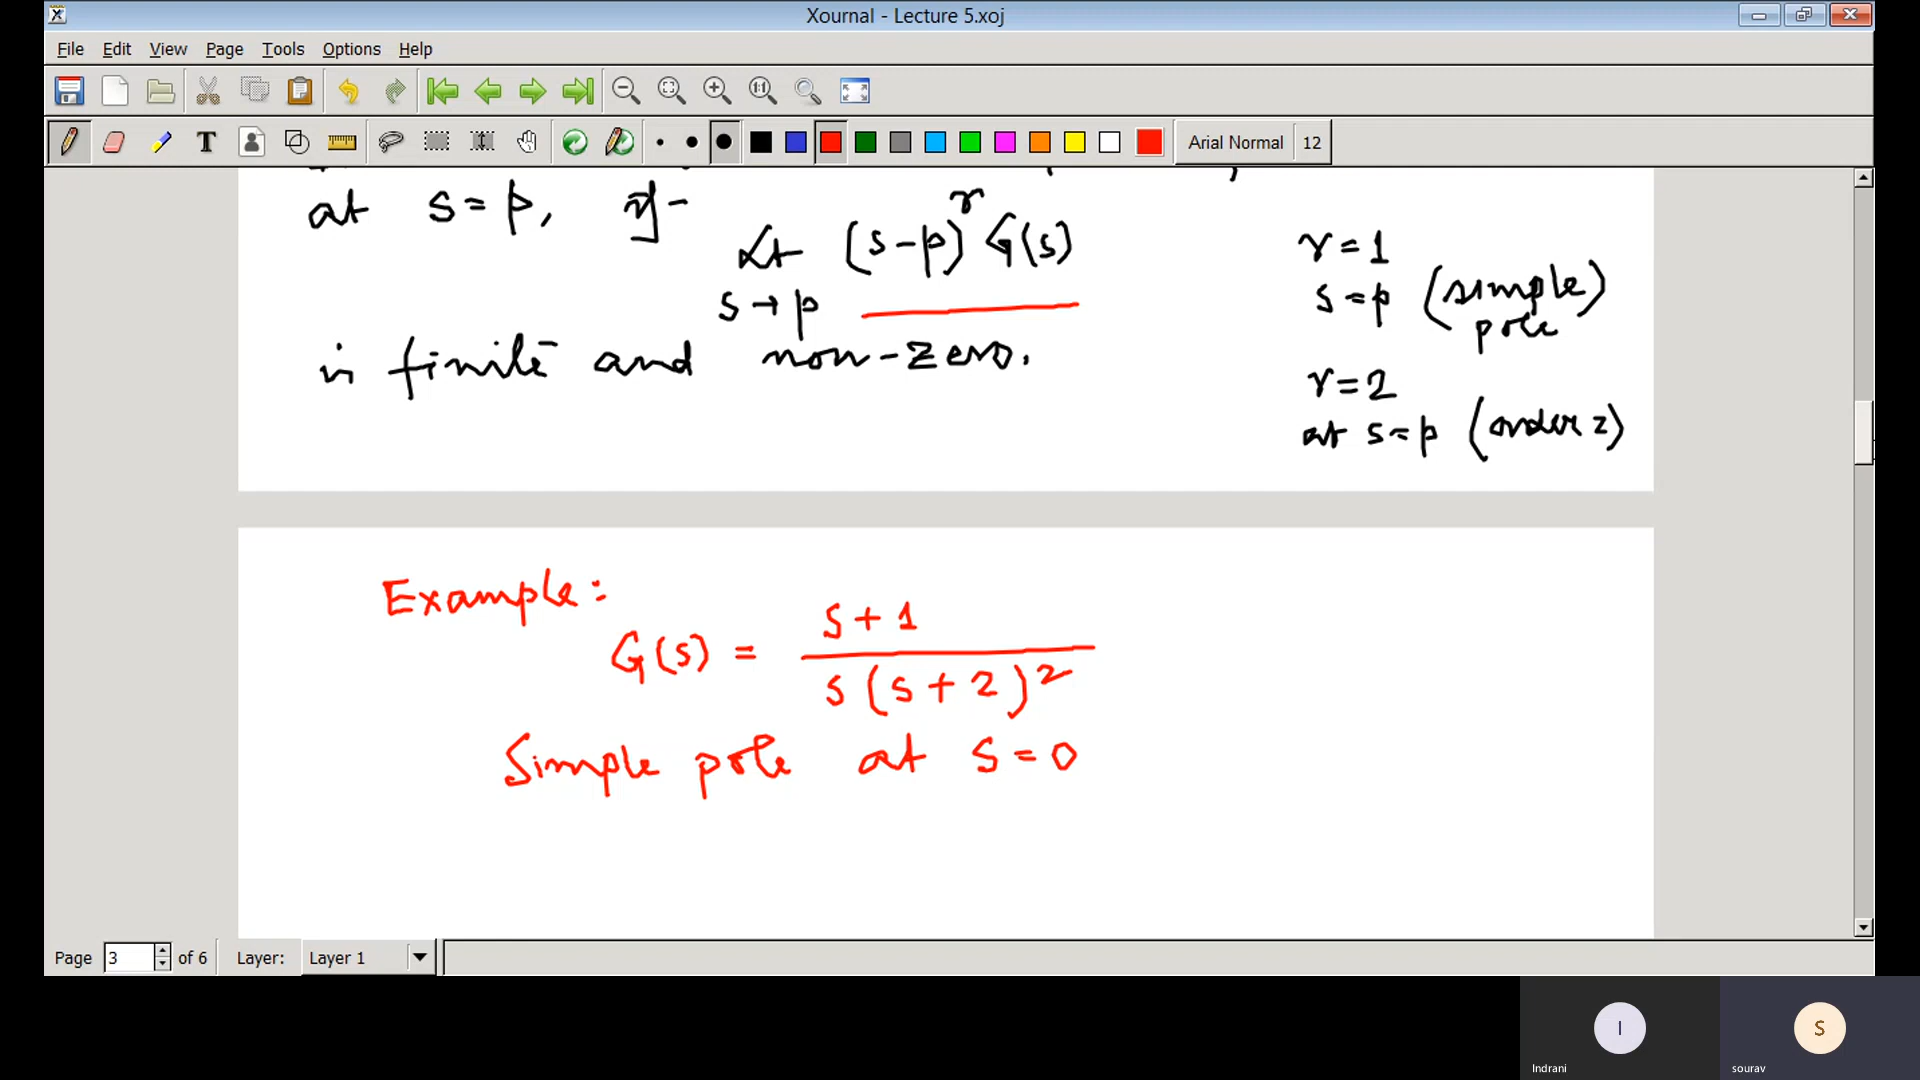 Xournal - Lecture 5.xoj
File Edit View Page Tools Options Help
Arial Normal 12
at s = p, if
Lt (s-p)^r G(s)
s → p
is finite and non-zero.
r = 1
s = p (simple pole)
r = 2
at s = p (order 2)
Example:
G(s) = \frac{s+1}{s(s+2)^2}
Simple pole at s = 0
Page 3 of 6 Layer: Layer 1
I S
Indrani sourav